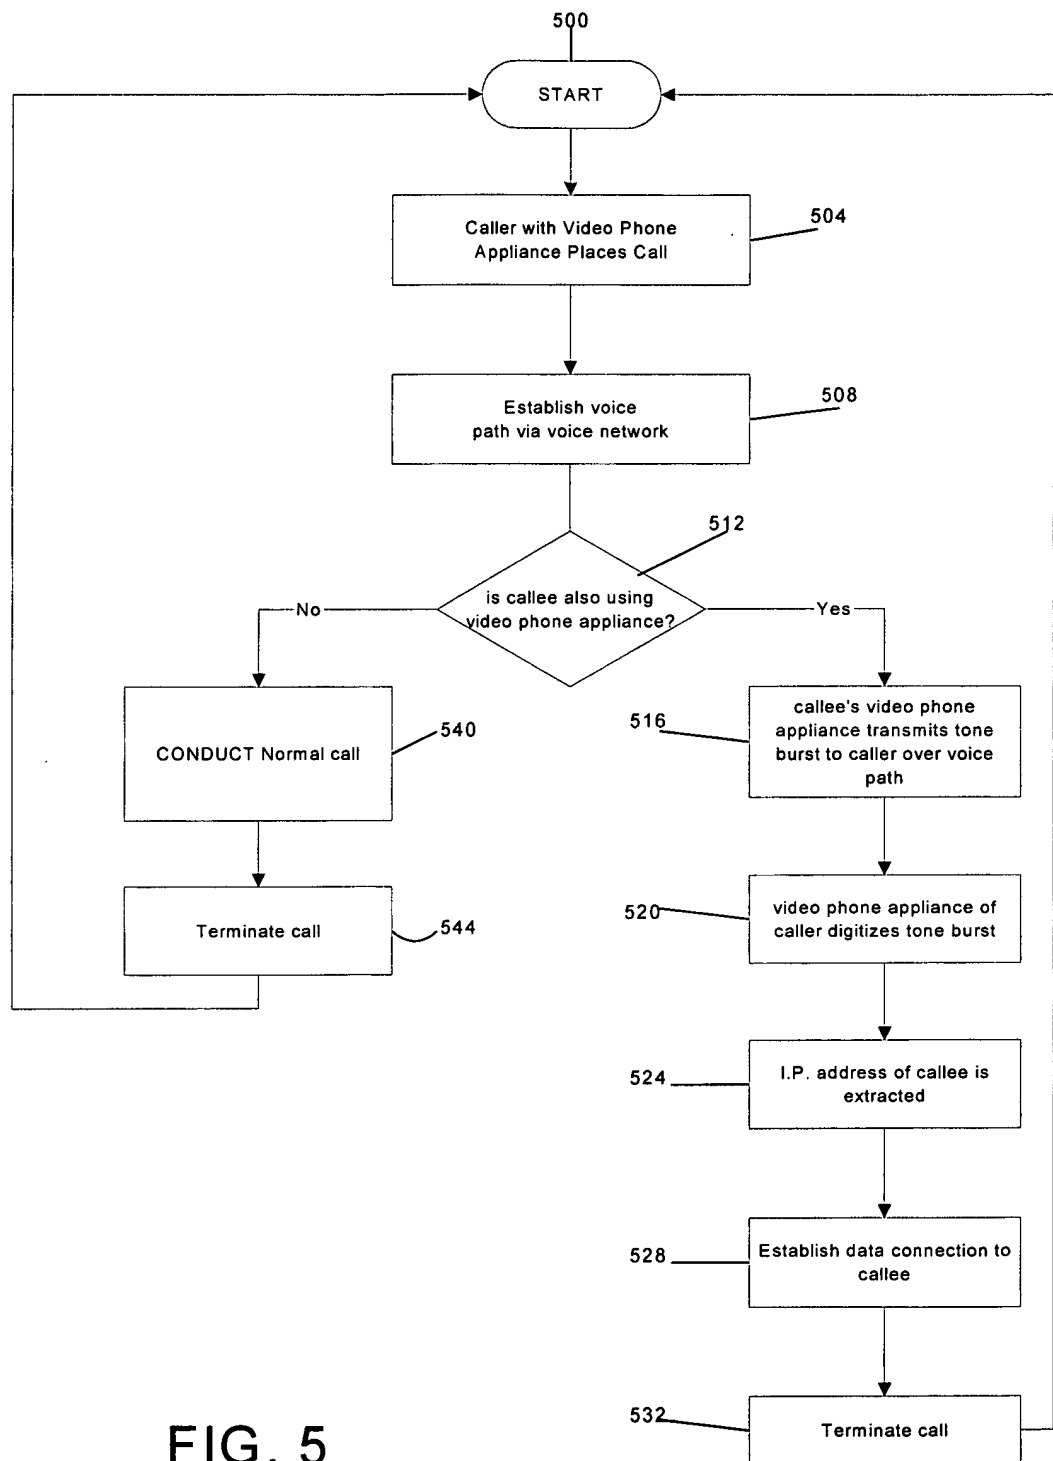 500
START
Caller with Video Phone
Appliance Places Call
504
Establish voice
path via voice network
508
512
is callee also using
video phone appliance?
No
Yes
CONDUCT Normal call
540
516
callee's video phone
appliance transmits tone
burst to caller over voice
path
Terminate call
544
520
video phone appliance of
caller digitizes tone burst
524
I.P. address of callee is
extracted
528
Establish data connection to
callee
532
Terminate call
FIG. 5